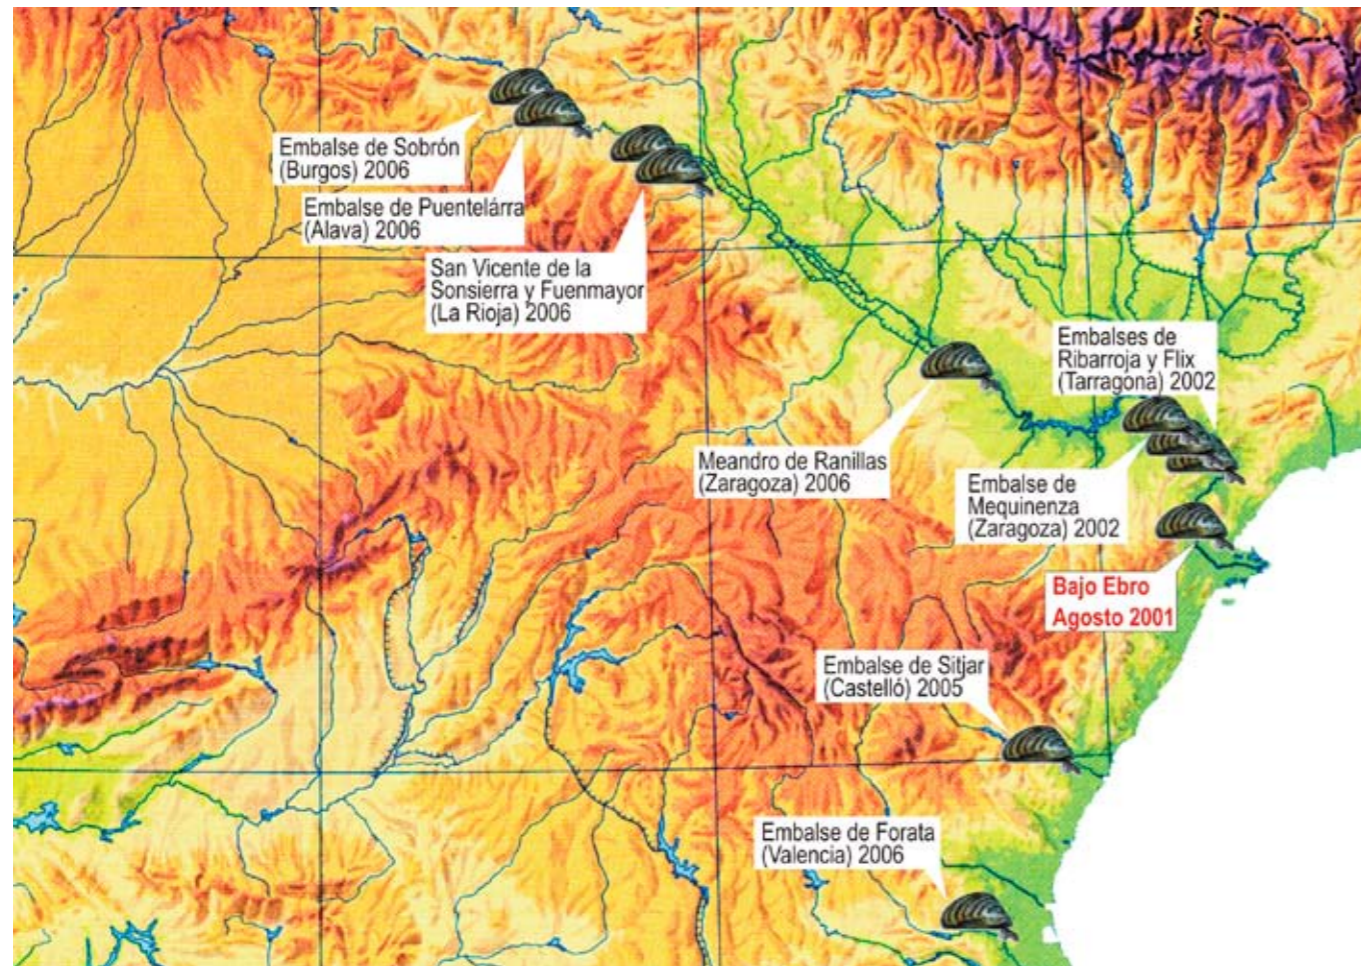 Embalse de Sobrón
(Burgos) 2006
Embalse de Puentelárra
(Alava) 2006
San Vicente de la
Sonsierra y Fuenmayor
(La Rioja) 2006
Embalses de
Ribarroja y Flix
(Tarragona) 2002
Meandro de Ranillas
(Zaragoza) 2006
Embalse de
Mequinenza
(Zaragoza) 2002
Bajo Ebro
Agosto 2001
Embalse de Sitjar
(Castelló) 2005
Embalse de Forata
(Valencia) 2006